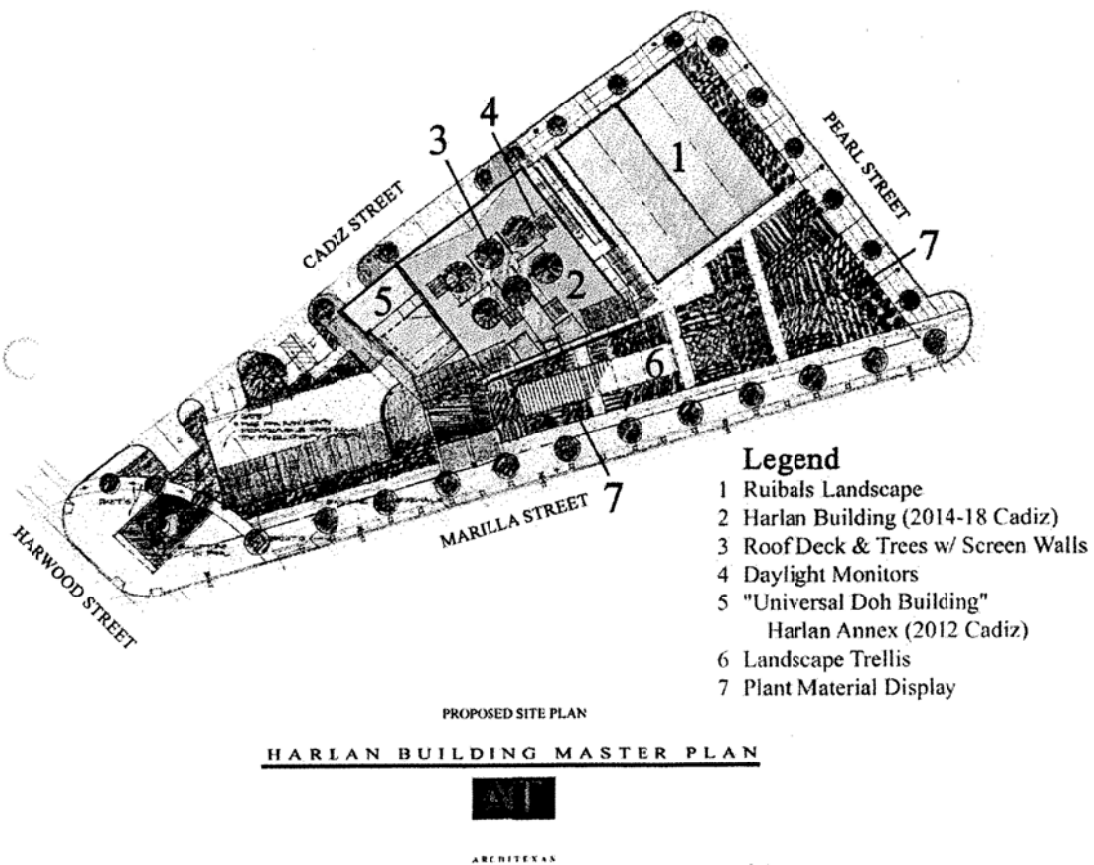 4
3
1
PEARL STREET
CADIZ STREET
7
5
2
6
MARILLA STREET
7
HARWOOD STREET
Legend
1 Ruibals Landscape
2 Harlan Building (2014-18 Cadiz)
3 Roof Deck & Trees w/ Screen Walls
4 Daylight Monitors
5 "Universal Doh Building"
Harlan Annex (2012 Cadiz)
6 Landscape Trellis
7 Plant Material Display
PROPOSED SITE PLAN
HARLAN BUILDING MASTER PLAN
ARCHITEXAS